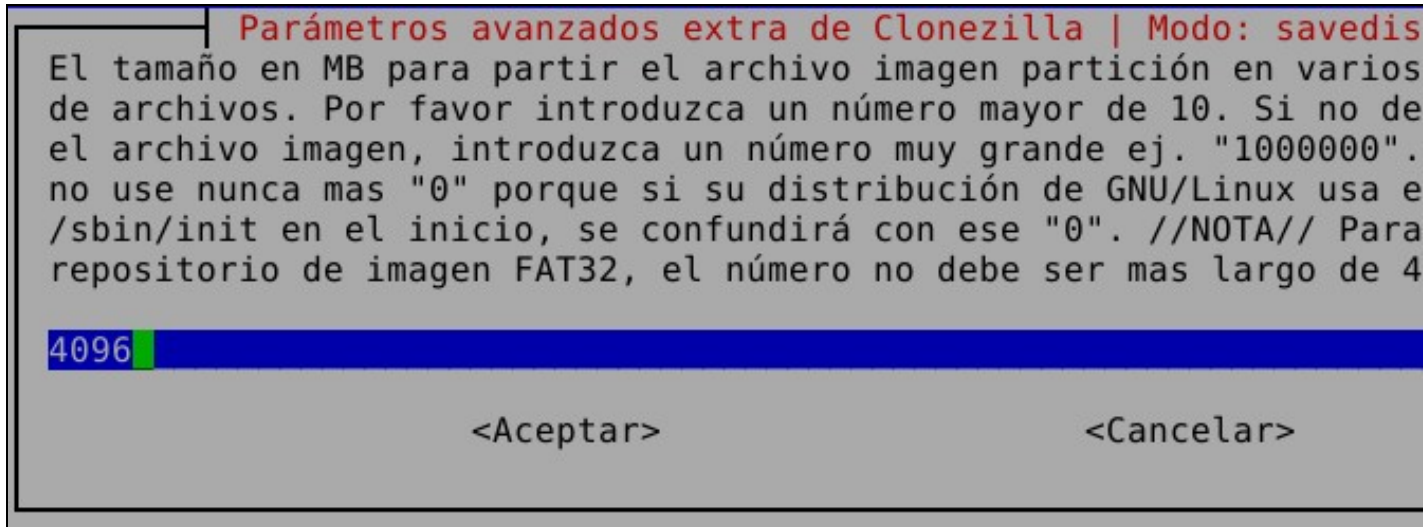 Parámetros avanzados extra de Clonezilla | Modo: savedis
El tamaño en MB para partir el archivo imagen partición en varios
de archivos. Por favor introduzca un número mayor de 10. Si no de
el archivo imagen, introduzca un número muy grande ej. "1000000".
no use nunca mas "0" porque si su distribución de GNU/Linux usa e
/sbin/init en el inicio, se confundirá con ese "0". //NOTA// Para
repositorio de imagen FAT32, el número no debe ser mas largo de 4
4096
<Aceptar> <Cancelar>